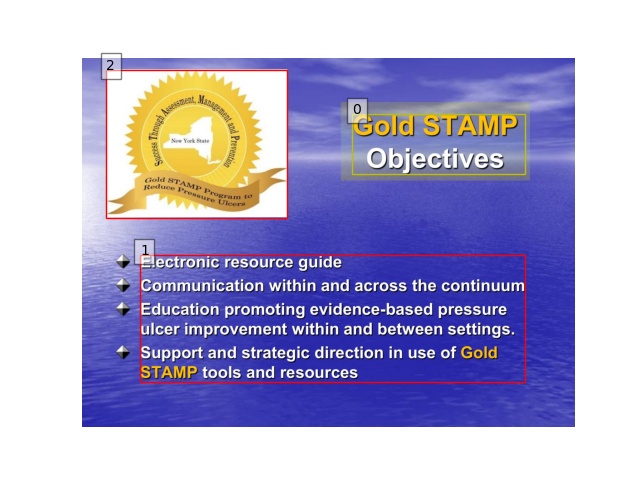 2
Success Through Assessment, Management and Prevention
New York State
Gold STAMP Program to
Reduce Pressure Ulcers
0
Gold STAMP
Objectives
1
Electronic resource guide
Communication within and across the continuum
Education promoting evidence-based pressure
ulcer improvement within and between settings.
Support and strategic direction in use of Gold
STAMP tools and resources